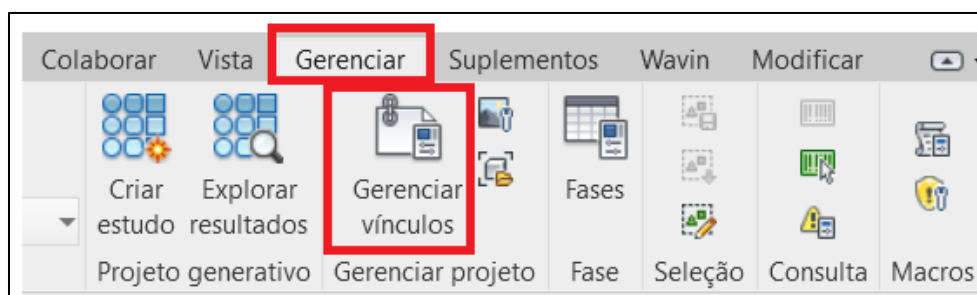 Colaborar Vista Gerenciar Suplementos Wavin Modificar
Criar estudo Explorar resultados Gerenciar vínculos Fases
Projeto generativo Gerenciar projeto Fase Seleção Consulta Macros